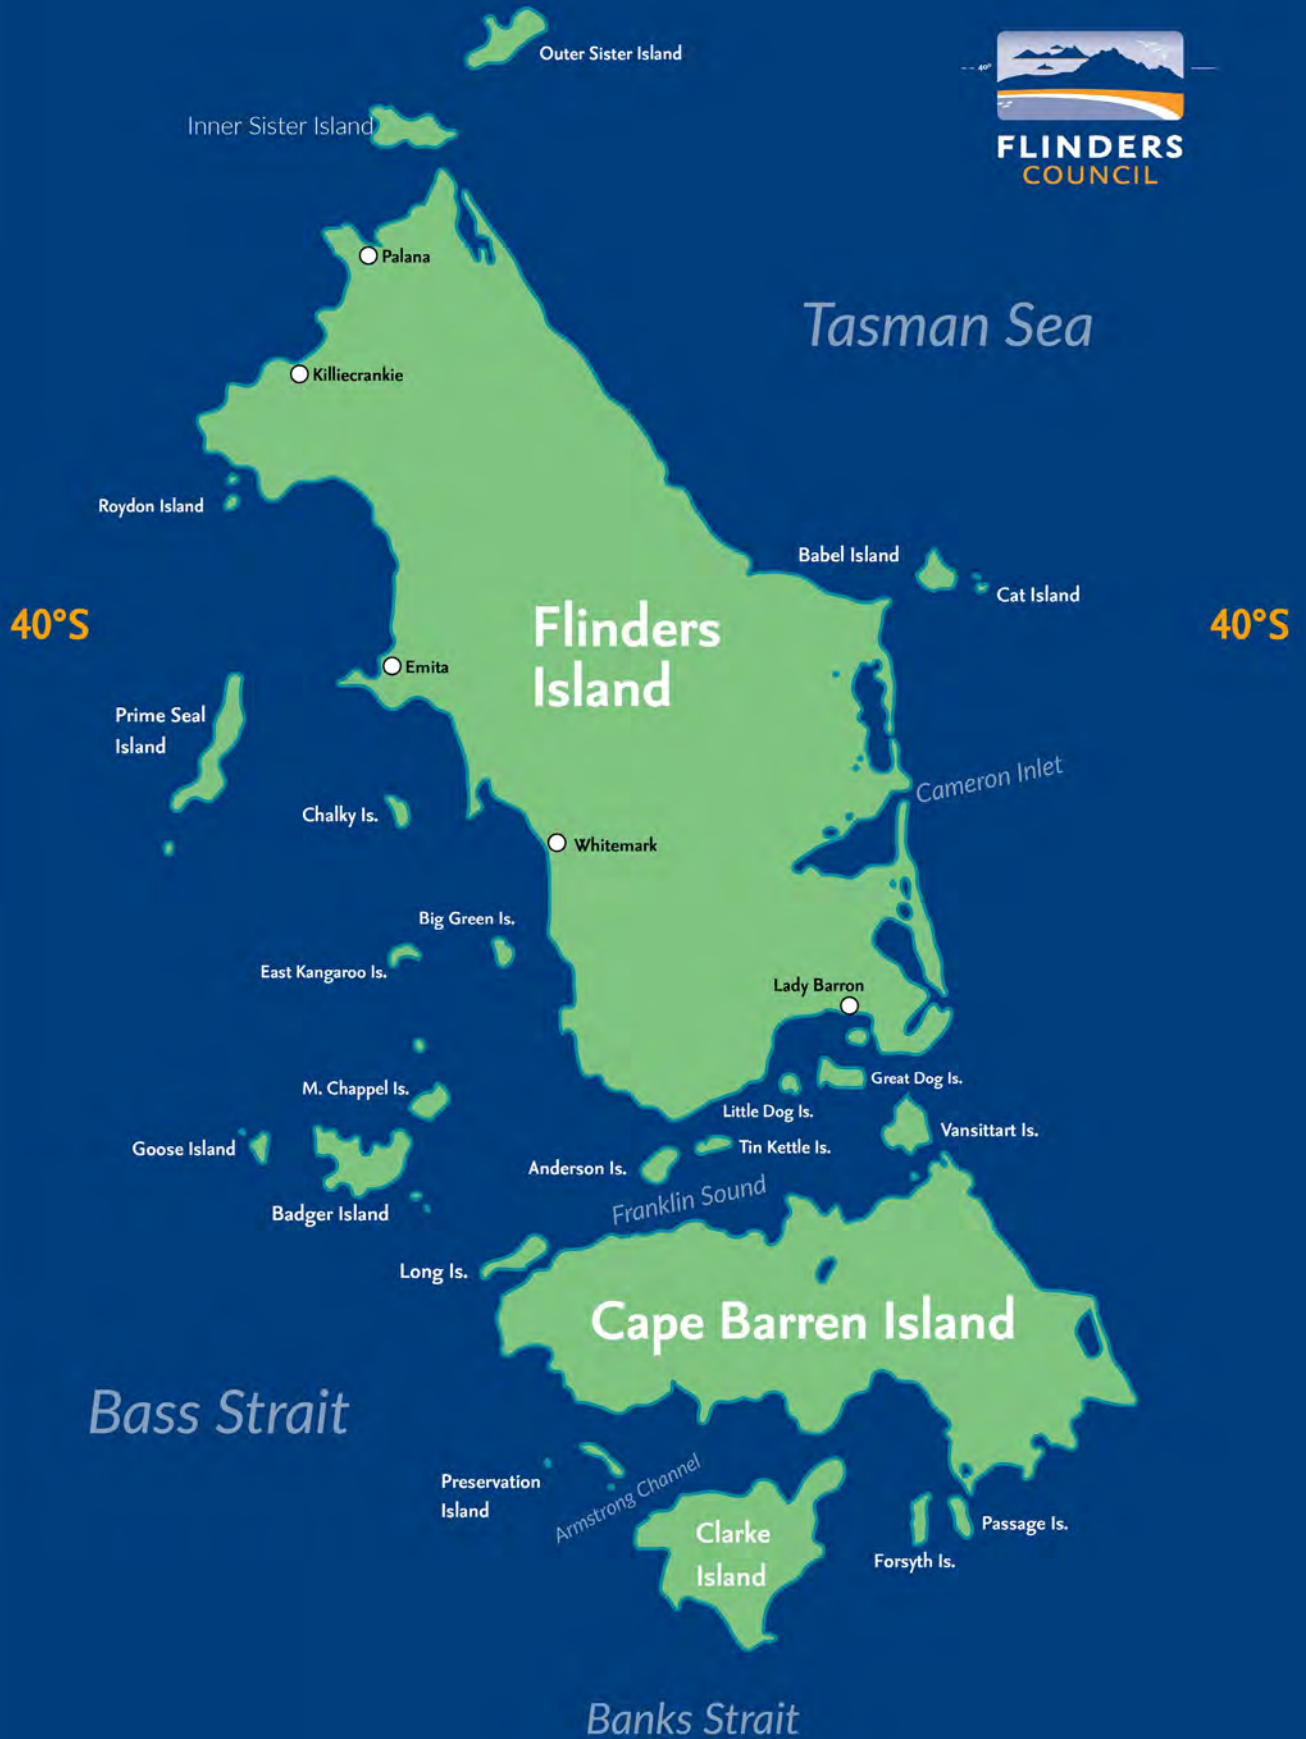 Outer Sister Island
-- 40°
FLINDERS
COUNCIL
Inner Sister Island
Palana
Tasman Sea
Killiecrankie
Roydon Island
Babel Island
Cat Island
40°S
40°S
Flinders
Island
Emita
Prime Seal
Island
Cameron Inlet
Chalky Is.
Whitemark
Big Green Is.
East Kangaroo Is.
Lady Barron
M. Chappel Is.
Great Dog Is.
Little Dog Is.
Vansittart Is.
Goose Island
Tin Kettle Is.
Anderson Is.
Franklin Sound
Badger Island
Long Is.
Cape Barren Island
Bass Strait
Preservation
Island
Armstrong Channel
Clarke
Island
Passage Is.
Forsyth Is.
Banks Strait